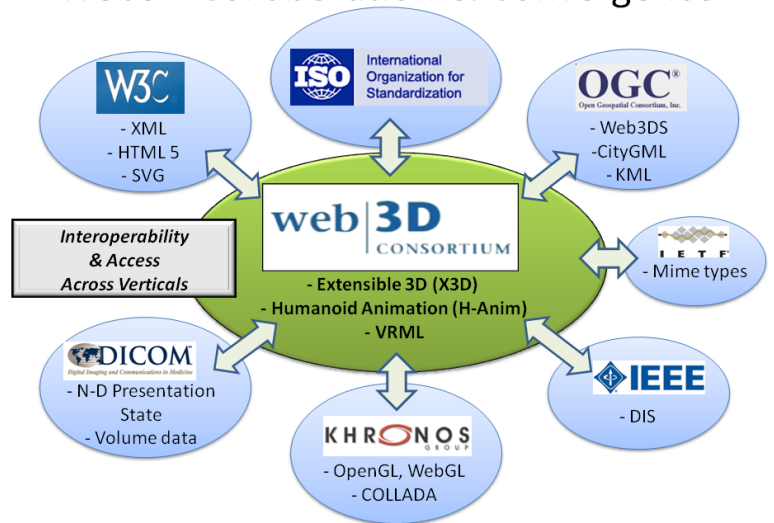 W3C®
- XML
- HTML 5
- SVG
ISO
International
Organization for
Standardization
OGC®
Open Geospatial Consortium, Inc.
- Web3DS
-CityGML
- KML
web|3D
CONSORTIUM
- Extensible 3D (X3D)
- Humanoid Animation (H-Anim)
- VRML
Interoperability
& Access
Across Verticals
IETF®
- Mime types
DICOM™
Digital Imaging and Communications in Medicine
- N-D Presentation
State
- Volume data
KHRONOS
GROUP
- OpenGL, WebGL
- COLLADA
IEEE
- DIS